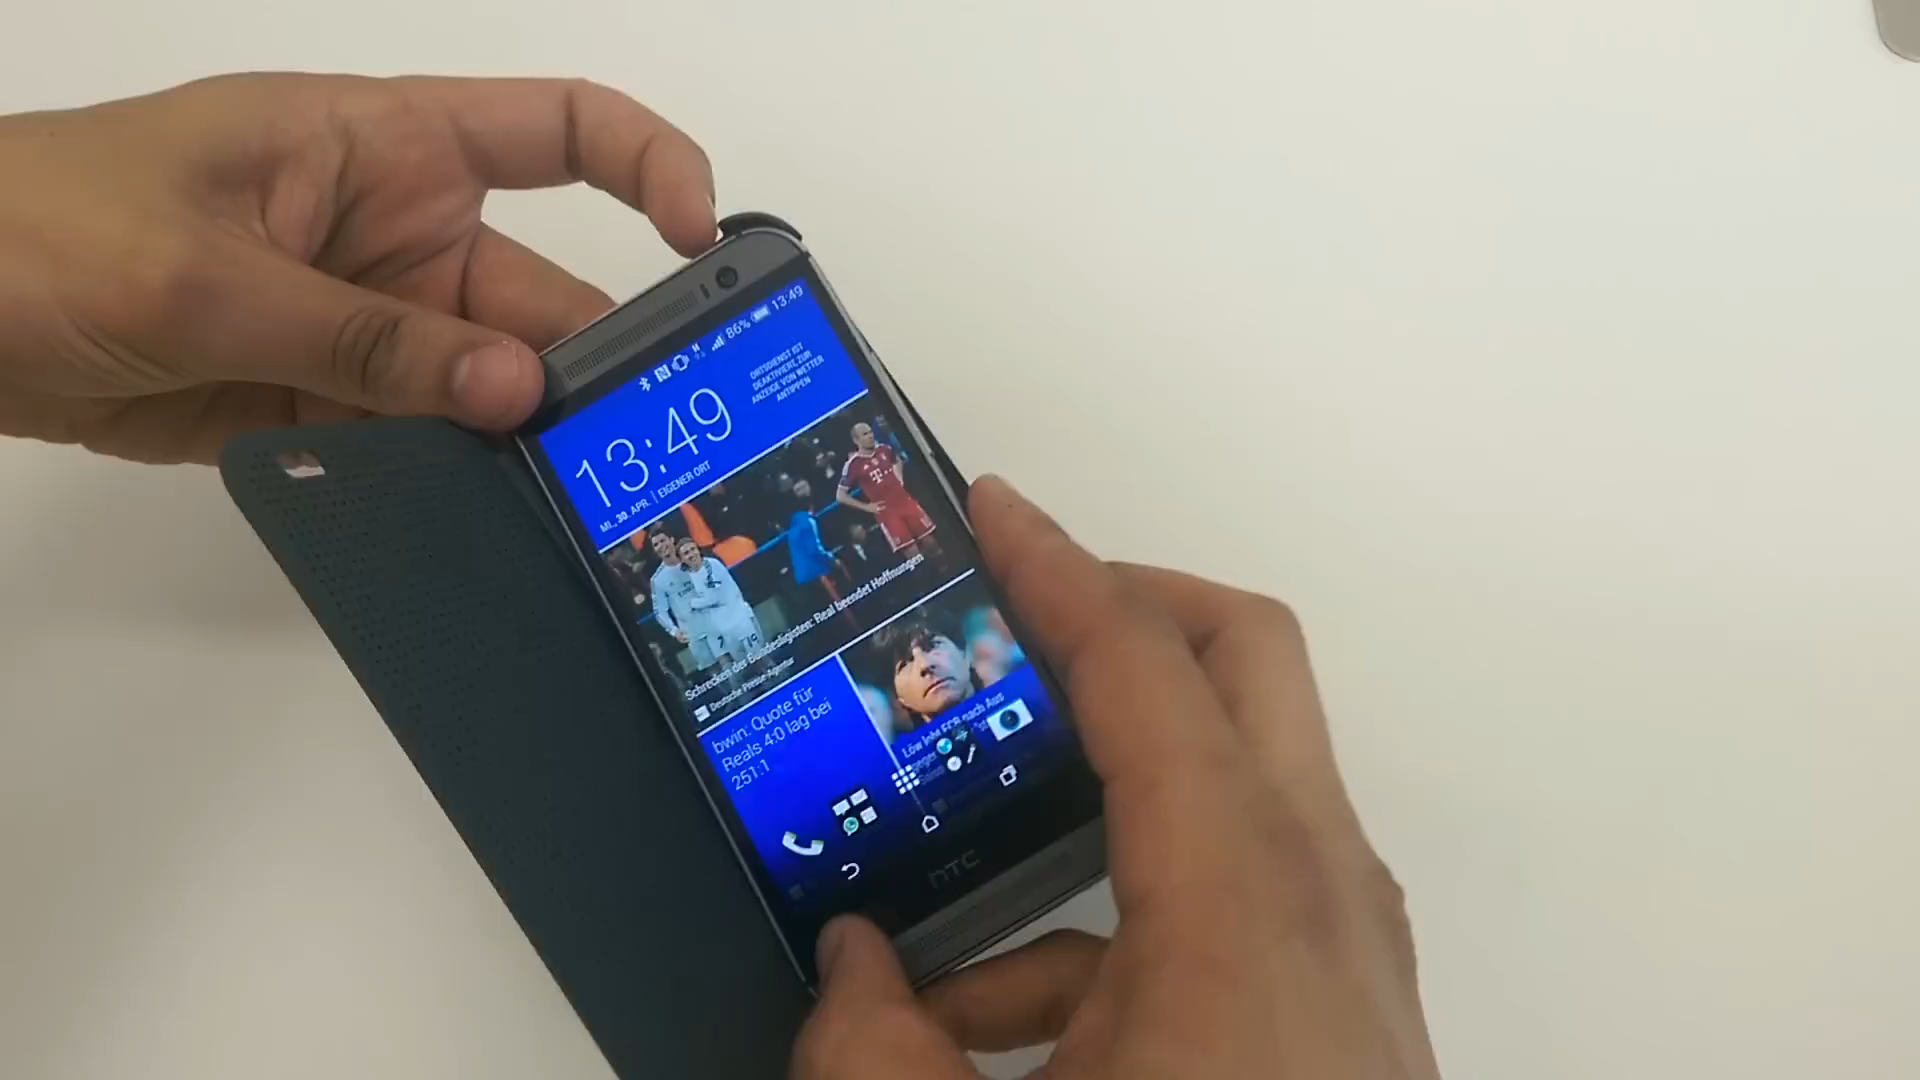 86% 13:49
13:49
ORTSDIENST IST
DEAKTIVIERT, ZUR
ANZEIGE VON WETTER
ANTIPPEN
MI., 30. APR. | EIGENER ORT
T
Schrecken der Bundesligisten: Real beendet Hoffnungen
Deutsche Presse-Agentur
bwin: Quote für
Reals 4:0 lag bei
251:1
Löw lobt FCB nach Aus
hTC